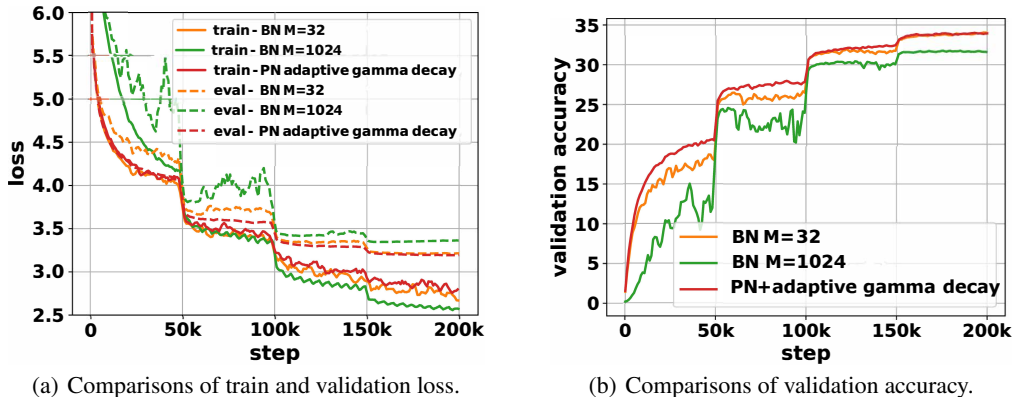 6.0
5.5
5.0
4.5
4.0
3.5
3.0
2.5
loss
0 50k 100k 150k 200k
step
train - BN M=32
train - BN M=1024
train - PN adaptive gamma decay
eval - BN M=32
eval - BN M=1024
eval - PN adaptive gamma decay
(a) Comparisons of train and validation loss.
35
30
25
20
15
10
5
0
validation accuracy
0 50k 100k 150k 200k
step
BN M=32
BN M=1024
PN+adaptive gamma decay
(b) Comparisons of validation accuracy.